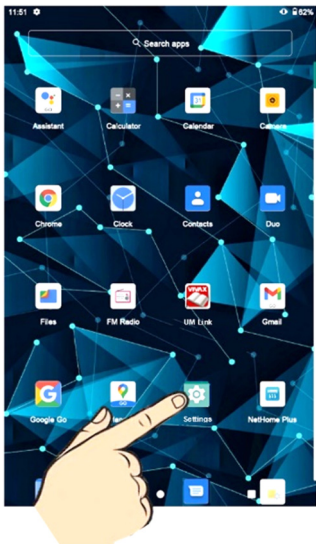 11:51 62%
Search apps
Assistant Calculator Calendar Camera
Chrome Clock Contacts Duo
Files FM Radio UM Link Gmail
Google Go Settings NetHome Plus